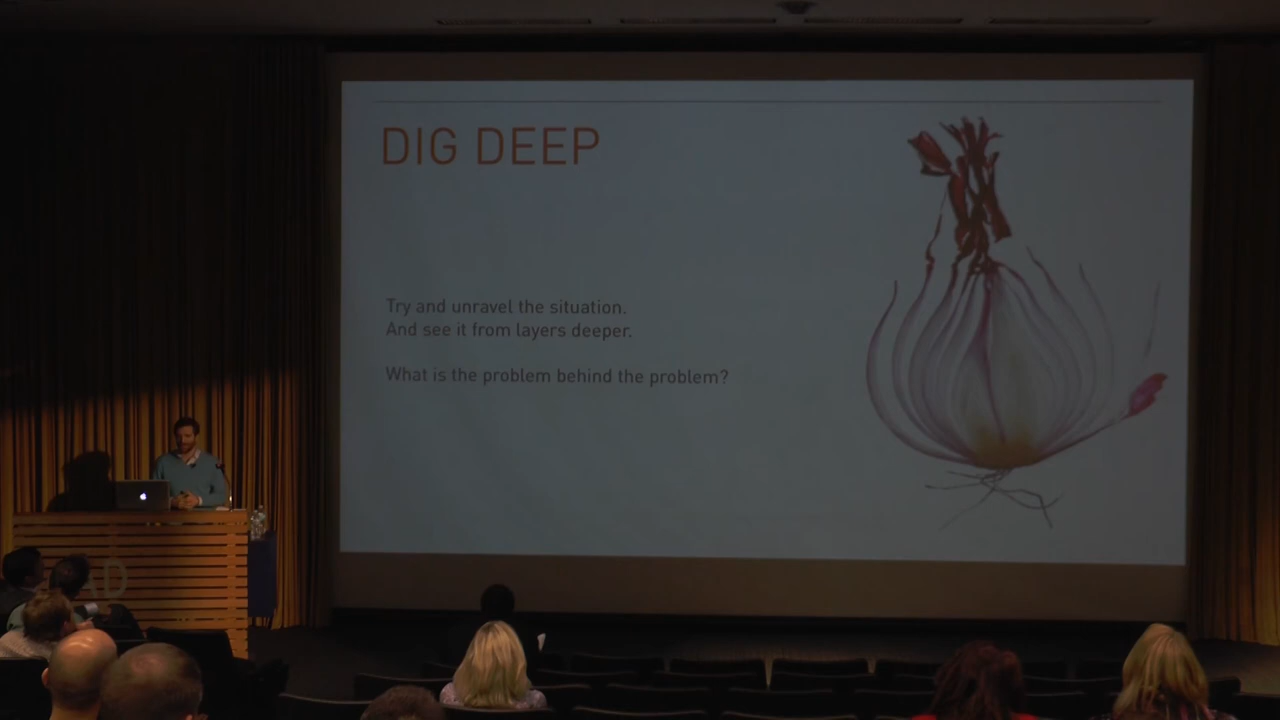 DIG DEEP
Try and unravel the situation.
And see it from layers deeper.
What is the problem behind the problem?
AD